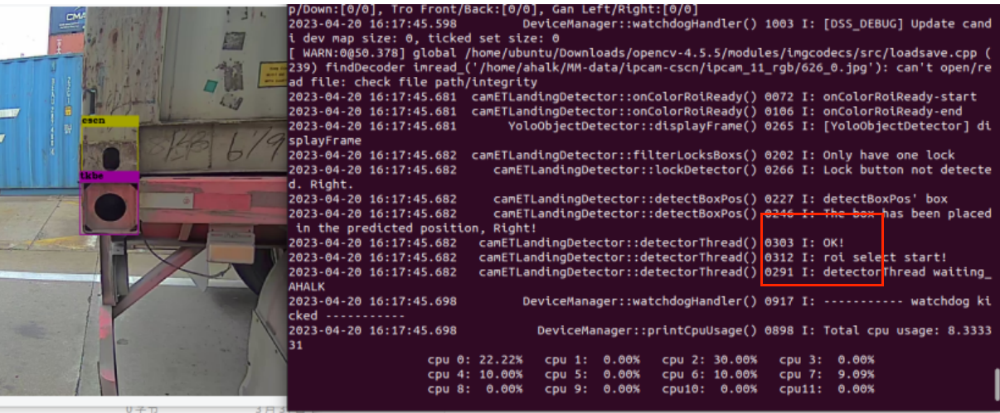 CMA
cscn
lkbe
p/Down:[0/0], Tro Front/Back:[0/0], Gan Left/Right:[0/0]
2023-04-20 16:17:45.598 DeviceManager::watchdogHandler() 1003 I: [DSS_DEBUG] Update cand
i dev map size: 0, ticked set size: 0
[ WARN:0@50.378] global /home/ubuntu/Downloads/opencv-4.5.5/modules/imgcodecs/src/loadsave.cpp (
239) findDecoder imread_('/home/ahalk/MM-data/ipcam-cscn/ipcam_11_rgb/626_0.jpg'): can't open/re
ad file: check file path/integrity
2023-04-20 16:17:45.681 camETLandingDetector::onColorRoiReady() 0072 I: onColorRoiReady-start
2023-04-20 16:17:45.681 camETLandingDetector::onColorRoiReady() 0106 I: onColorRoiReady-end
2023-04-20 16:17:45.681 YoloObjectDetector::displayFrame() 0265 I: [YoloObjectDetector] di
splayFrame
2023-04-20 16:17:45.682 camETLandingDetector::filterLocksBoxs() 0202 I: Only have one lock
2023-04-20 16:17:45.682 camETLandingDetector::lockDetector() 0266 I: Lock button not detecte
d. Right.
2023-04-20 16:17:45.682 camETLandingDetector::detectBoxPos() 0227 I: detectBoxPos' box
2023-04-20 16:17:45.682 camETLandingDetector::detectBoxPos() 0246 I: The box has been placed
in the predicted position, Right!
2023-04-20 16:17:45.682 camETLandingDetector::detectorThread() 0303 I: OK!
2023-04-20 16:17:45.682 camETLandingDetector::detectorThread() 0312 I: roi select start!
2023-04-20 16:17:45.682 camETLandingDetector::detectorThread() 0291 I: detectorThread waiting_
AHALK
2023-04-20 16:17:45.698 DeviceManager::watchdogHandler() 0917 I: ----------- watchdog ki
cked -----------
2023-04-20 16:17:45.698 DeviceManager::printCpuUsage() 0898 I: Total cpu usage: 8.3333
31
cpu 0: 22.22% cpu 1: 0.00% cpu 2: 30.00% cpu 3: 0.00%
cpu 4: 10.00% cpu 5: 0.00% cpu 6: 10.00% cpu 7: 9.09%
cpu 8: 0.00% cpu 9: 0.00% cpu10: 0.00% cpu11: 0.00%